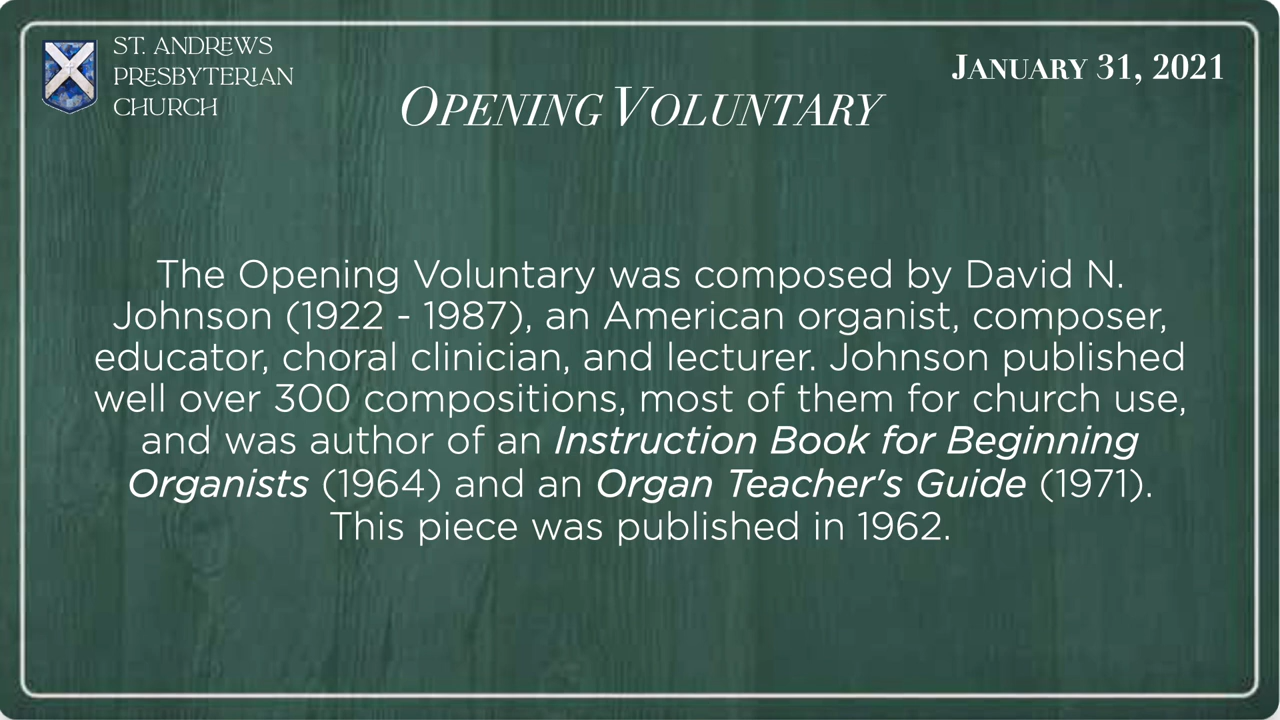 ST. ANDREWS
PRESBYTERIAN
CHURCH
JANUARY 31, 2021
OPENING VOLUNTARY
The Opening Voluntary was composed by David N.
Johnson (1922 - 1987), an American organist, composer,
educator, choral clinician, and lecturer. Johnson published
well over 300 compositions, most of them for church use,
and was author of an Instruction Book for Beginning
Organists (1964) and an Organ Teacher's Guide (1971).
This piece was published in 1962.